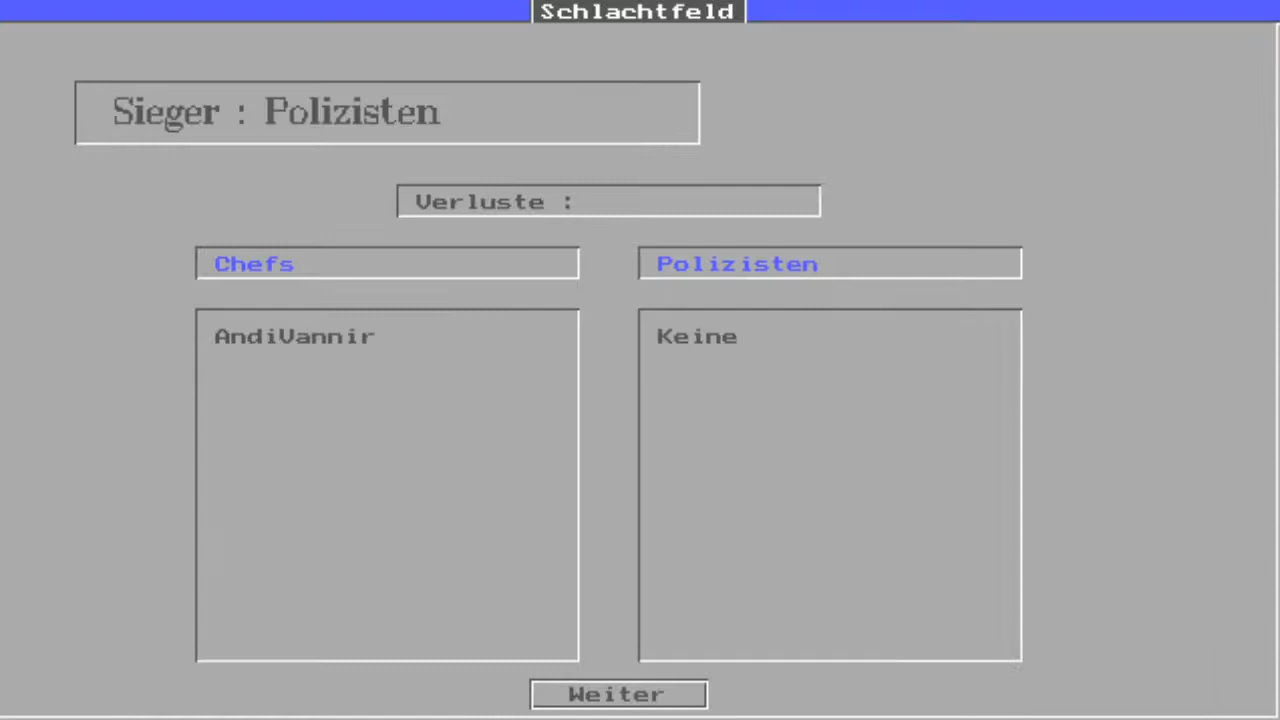 Schlachtfeld
Sieger : Polizisten
Verluste :
Chefs
Polizisten
AndiVannir
Keine
Weiter